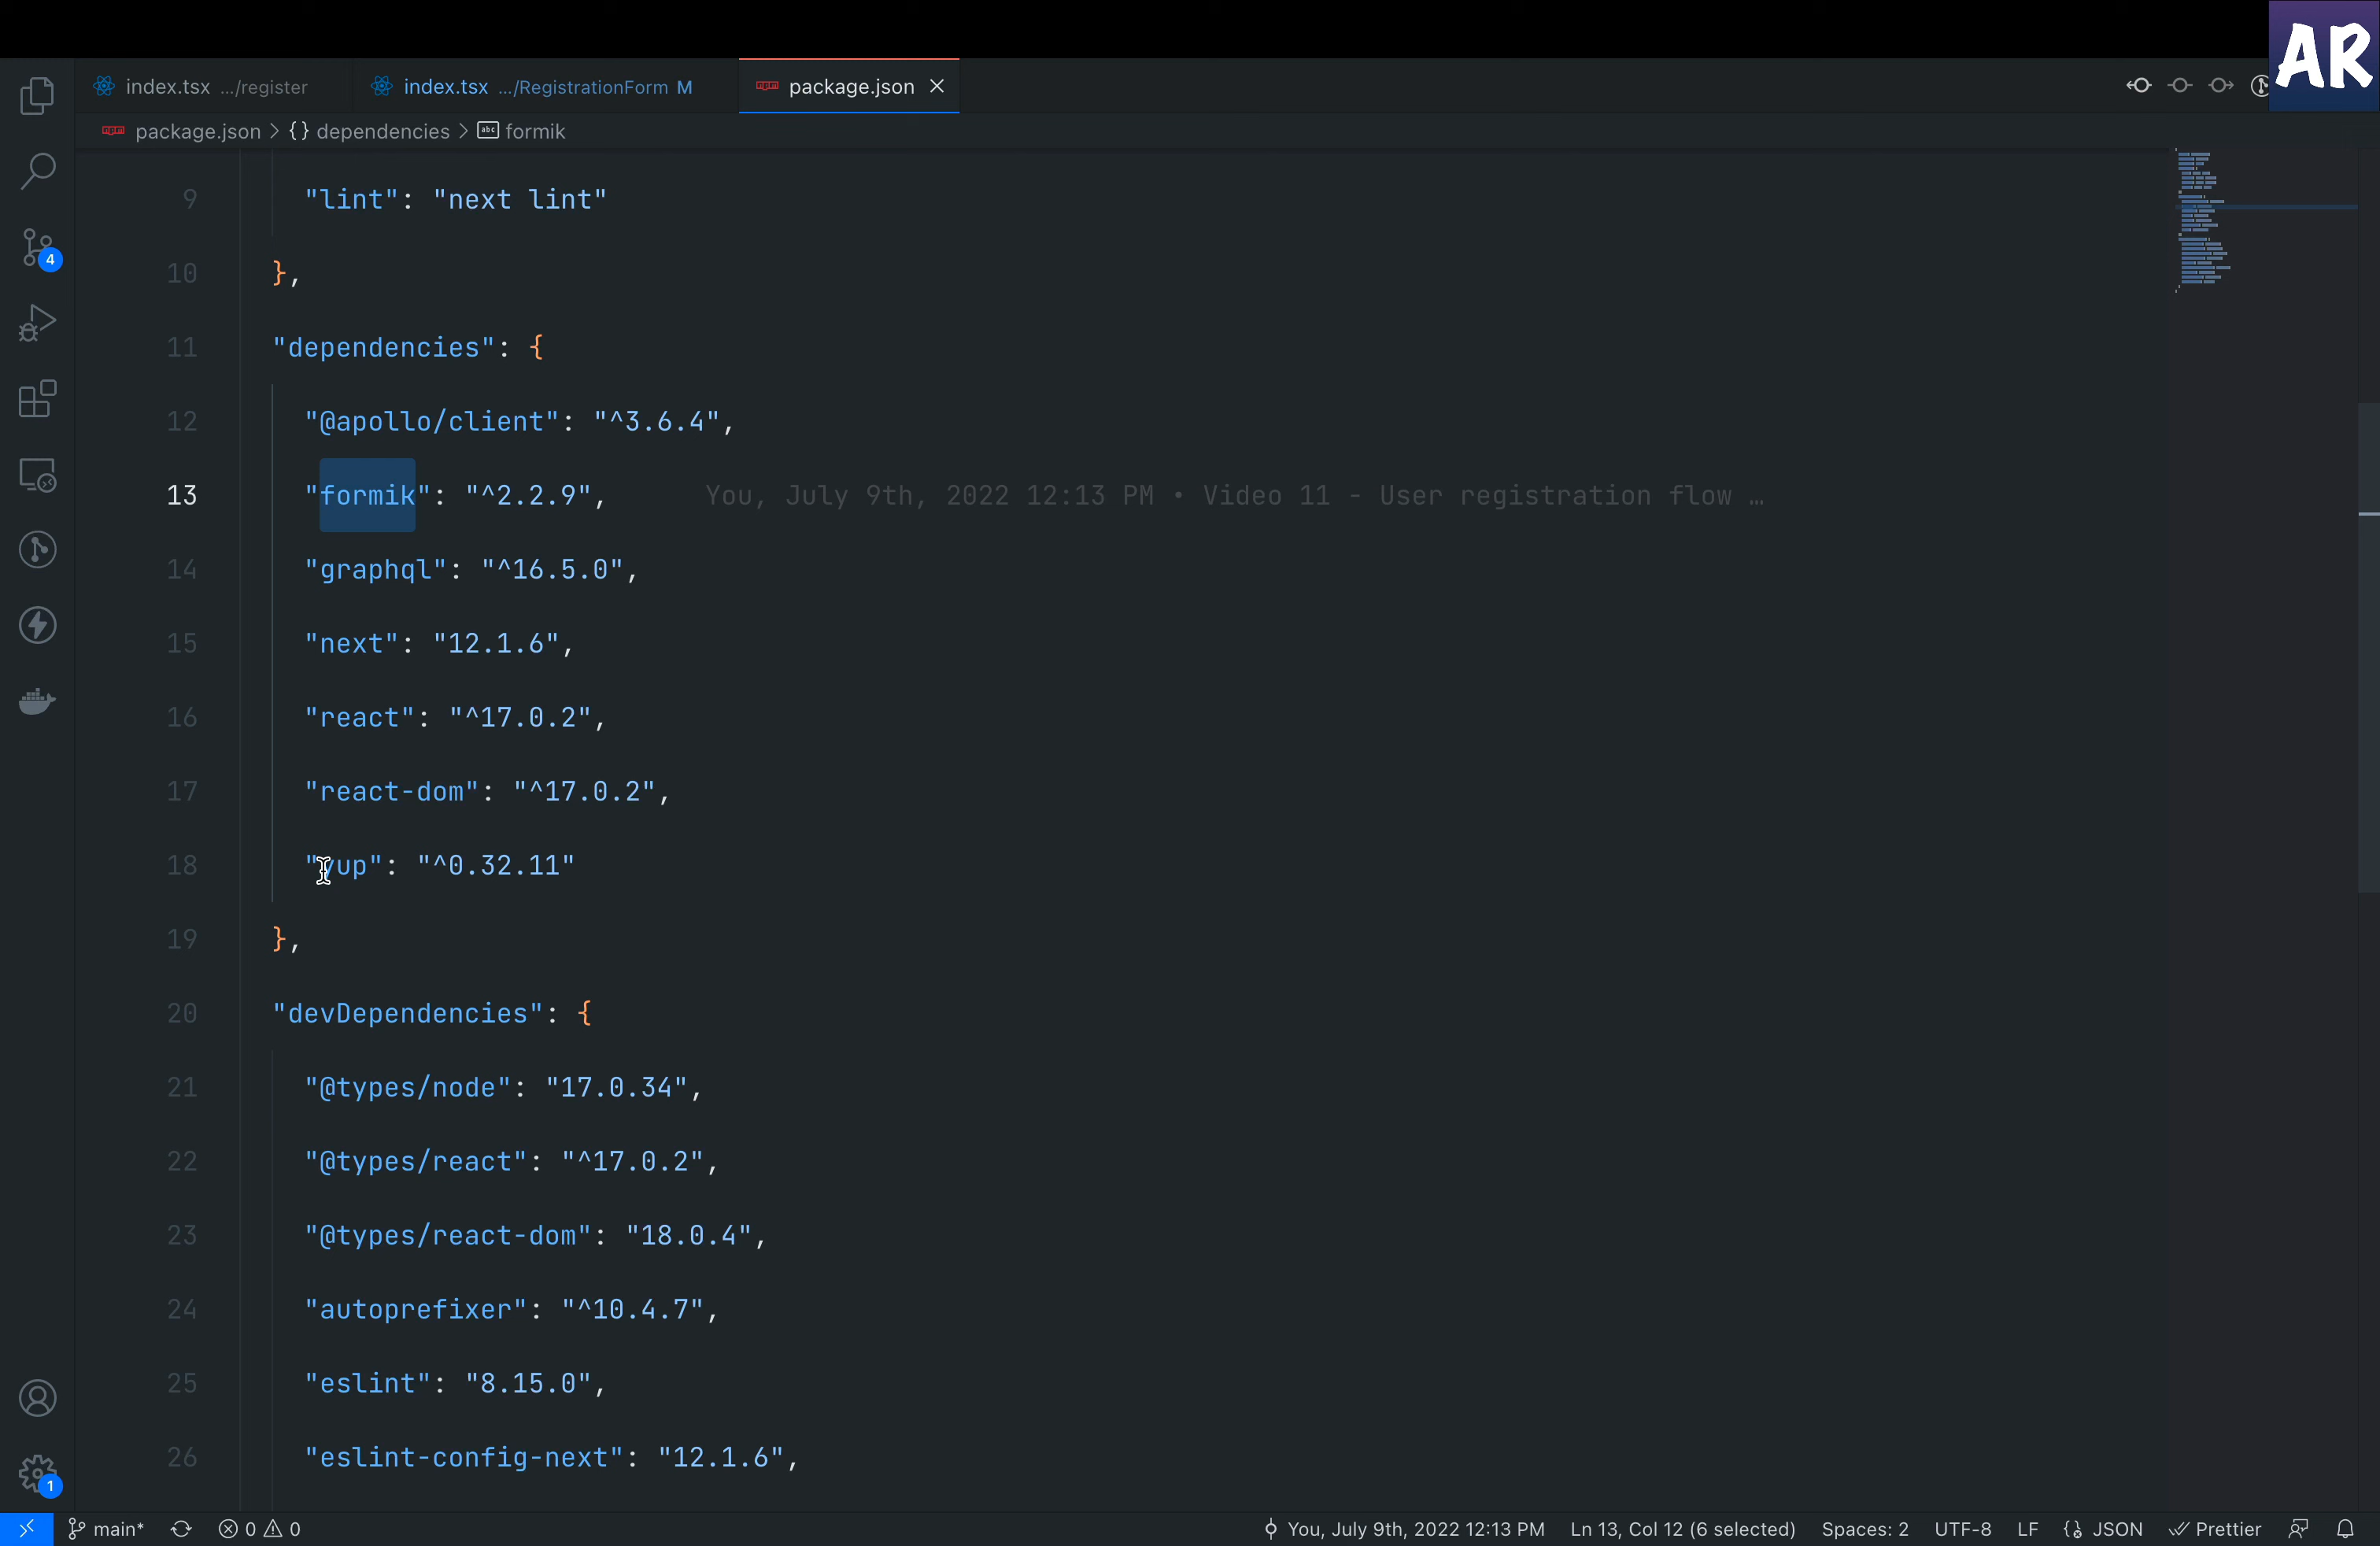 AR
index.tsx .../register
index.tsx .../RegistrationForm M
package.json
package.json > {} dependencies > abc formik
9 "lint": "next lint"
10 },
11 "dependencies": {
12 "@apollo/client": "^3.6.4",
13 "formik": "^2.2.9", You, July 9th, 2022 12:13 PM • Video 11 - User registration flow …
14 "graphql": "^16.5.0",
15 "next": "12.1.6",
16 "react": "^17.0.2",
17 "react-dom": "^17.0.2",
18 "yup": "^0.32.11"
19 },
20 "devDependencies": {
21 "@types/node": "17.0.34",
22 "@types/react": "^17.0.2",
23 "@types/react-dom": "18.0.4",
24 "autoprefixer": "^10.4.7",
25 "eslint": "8.15.0",
26 "eslint-config-next": "12.1.6",
4
1
main* 0 0 You, July 9th, 2022 12:13 PM Ln 13, Col 12 (6 selected) Spaces: 2 UTF-8 LF JSON Prettier